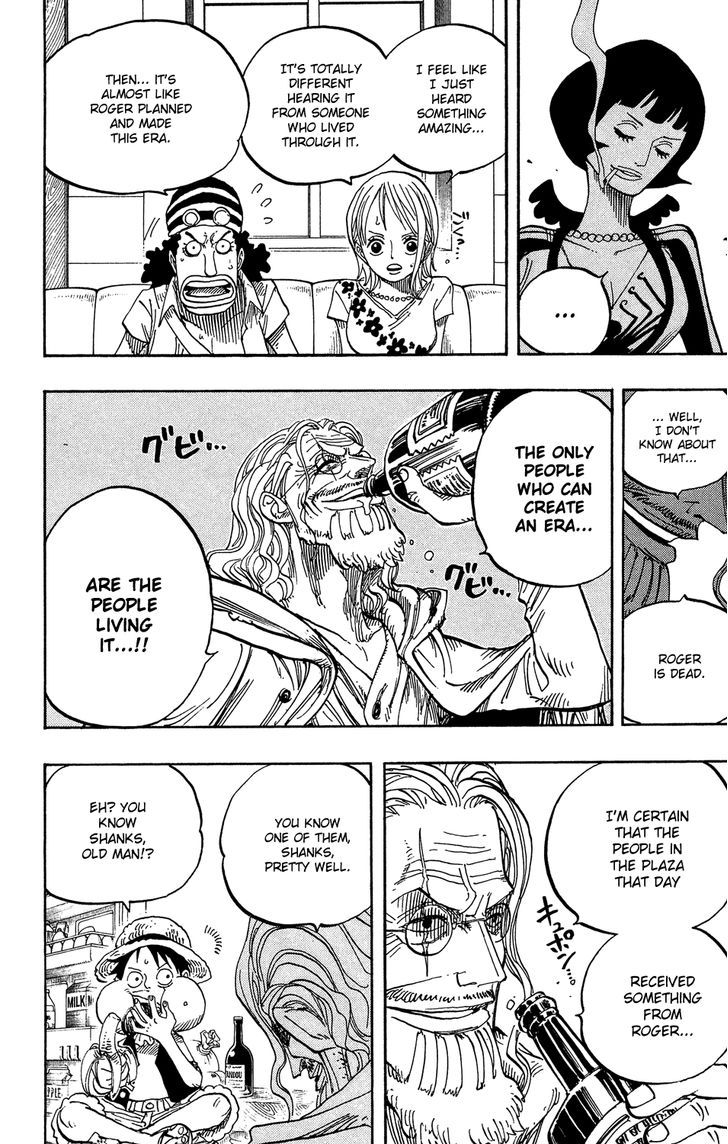 ...
I FEEL LIKE
I JUST
HEARD
SOMETHING
AMAZING...
IT'S TOTALLY
DIFFERENT
HEARING IT
FROM SOMEONE
WHO LIVED
THROUGH IT.
THEN... IT'S
ALMOST LIKE
ROGER PLANNED
AND MADE
THIS ERA.
... WELL,
I DON'T
KNOW ABOUT
THAT...
ROGER
IS DEAD.
THE ONLY
PEOPLE
WHO CAN
CREATE
AN ERA...
グビ...
グビ...
ARE THE
PEOPLE
LIVING
IT...!!
I'M CERTAIN
THAT THE
PEOPLE IN
THE PLAZA
THAT DAY
キュポン...
RECEIVED
SOMETHING
FROM
ROGER...
YOU KNOW
ONE OF THEM,
SHANKS,
PRETTY WELL.
EH? YOU
KNOW
SHANKS,
OLD MAN!?
MILK